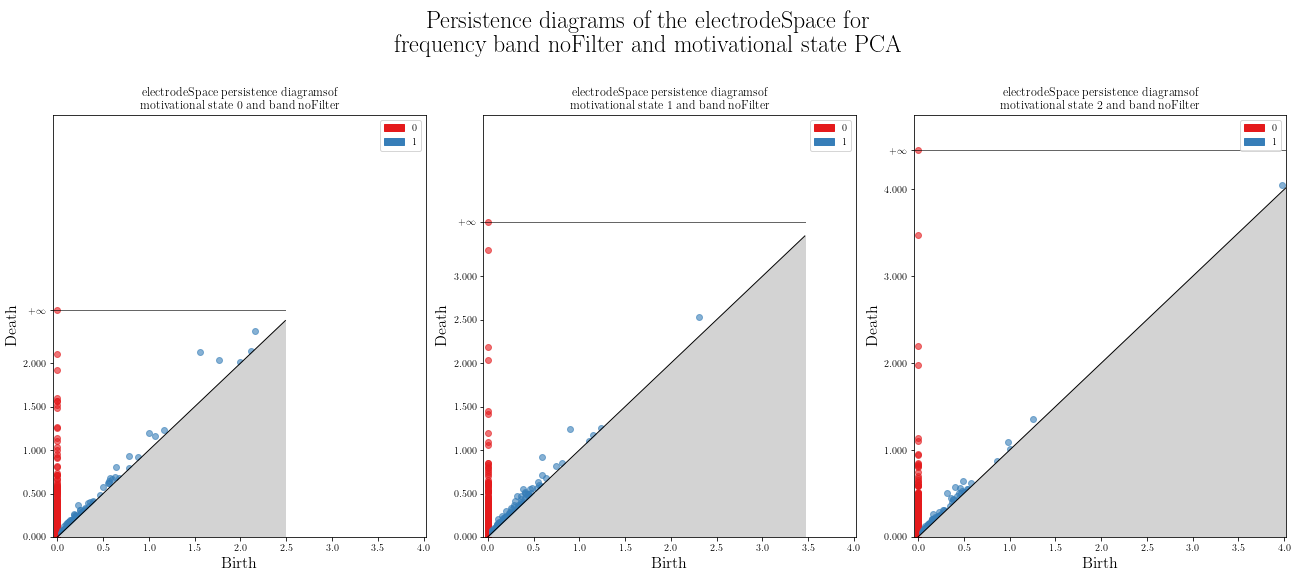 Persistence diagrams of the electrodeSpace for
frequency band noFilter and motivational state PCA
electrodeSpace persistence diagramsof
motivational state 0 and band noFilter
0
1
+∞
2.000
1.500
1.000
0.500
0.000
Death
0.0 0.5 1.0 1.5 2.0 2.5 3.0 3.5 4.0
Birth
electrodeSpace persistence diagramsof
motivational state 1 and band noFilter
0
1
+∞
3.000
2.500
2.000
1.500
1.000
0.500
0.000
Death
0.0 0.5 1.0 1.5 2.0 2.5 3.0 3.5 4.0
Birth
electrodeSpace persistence diagramsof
motivational state 2 and band noFilter
0
1
+∞
4.000
3.000
2.000
1.000
0.000
Death
0.0 0.5 1.0 1.5 2.0 2.5 3.0 3.5 4.0
Birth